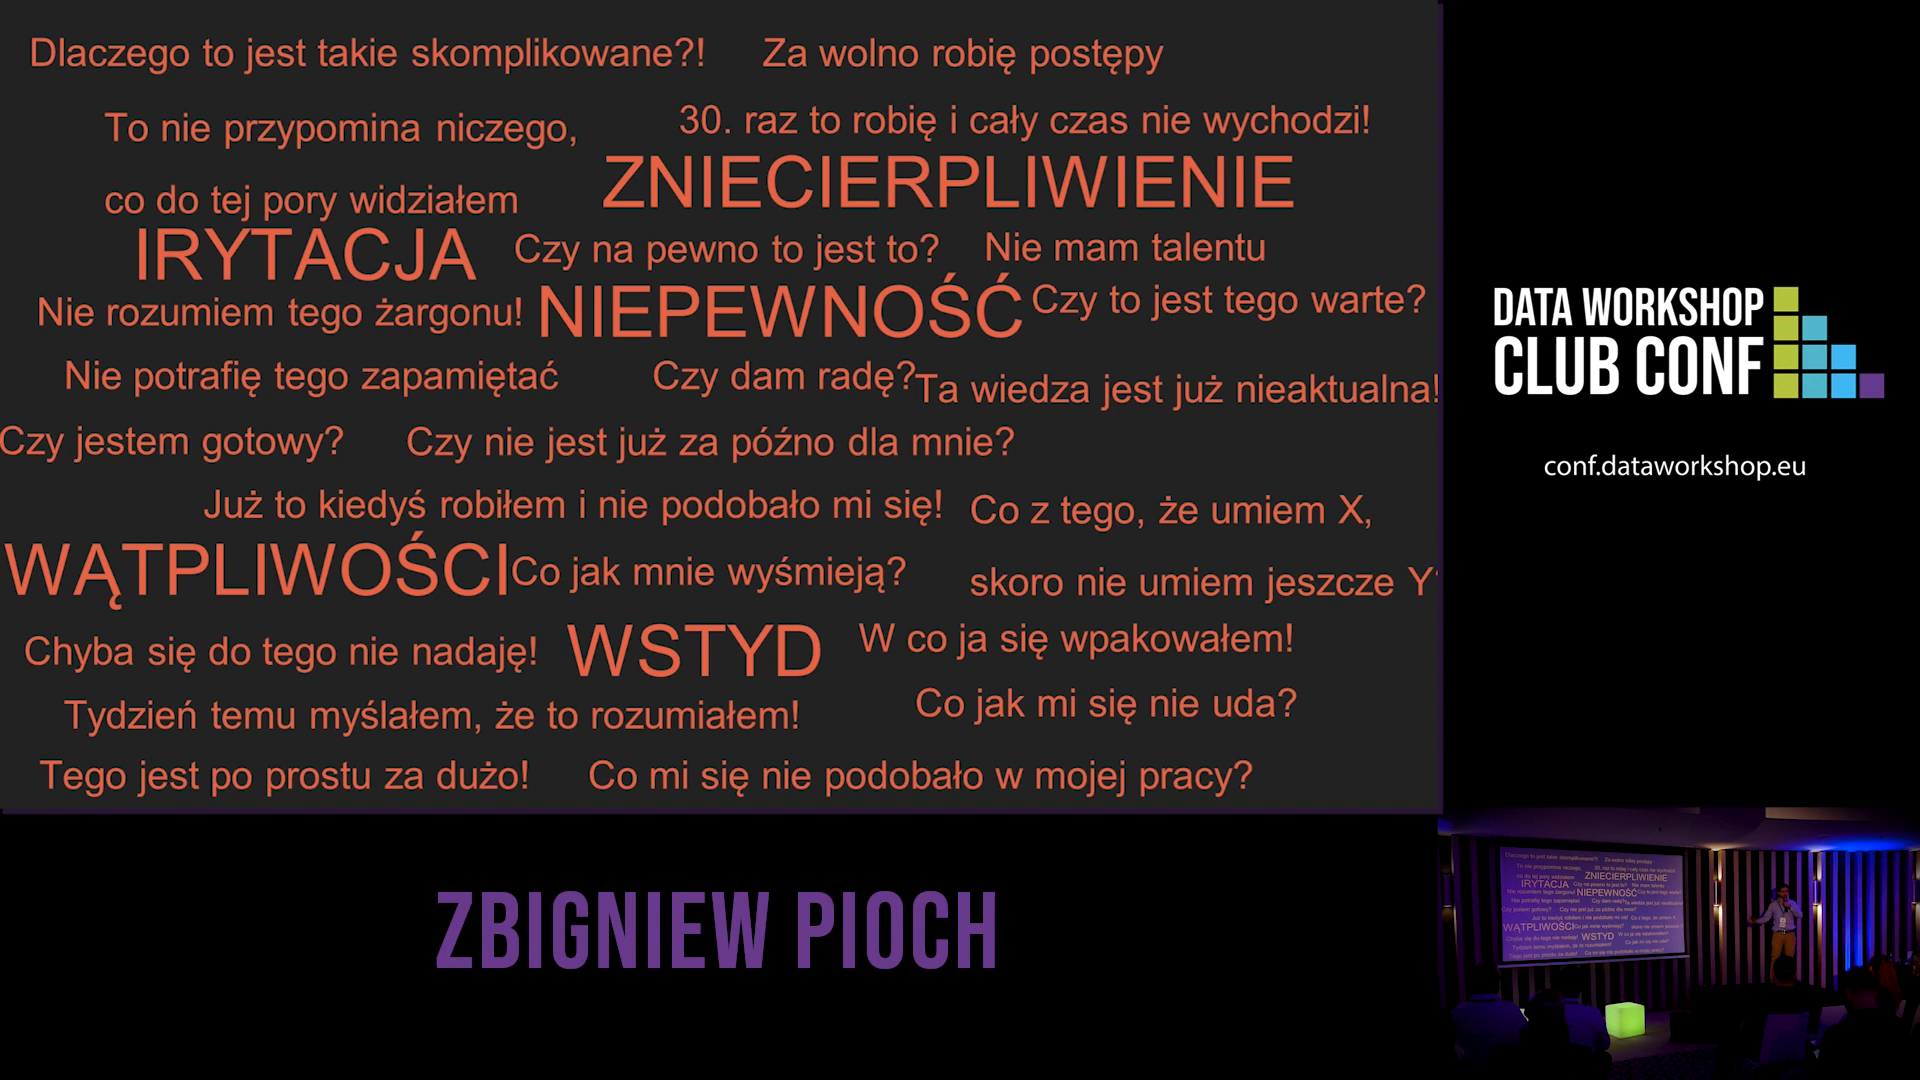 Dlaczego to jest takie skomplikowane?! Za wolno robię postępy
To nie przypomina niczego, 30. raz to robię i cały czas nie wychodzi!
co do tej pory widziałem ZNIECIERPLIWIENIE
IRYTACJA Czy na pewno to jest to? Nie mam talentu
Nie rozumiem tego żargonu! NIEPEWNOŚĆ Czy to jest tego warte?
Nie potrafię tego zapamiętać Czy dam radę? Ta wiedza jest już nieaktualna!
Czy jestem gotowy? Czy nie jest już za późno dla mnie?
Już to kiedyś robiłem i nie podobało mi się! Co z tego, że umiem X,
WĄTPLIWOŚCI Co jak mnie wyśmieją? skoro nie umiem jeszcze Y?
Chyba się do tego nie nadaję! WSTYD W co ja się wpakowałem!
Tydzień temu myślałem, że to rozumiałem! Co jak mi się nie uda?
Tego jest po prostu za dużo! Co mi się nie podobało w mojej pracy?
DATA WORKSHOP
CLUB CONF
conf.dataworkshop.eu
ZBIGNIEW PIOCH
ZNIECIERPLIWIENIE
IRYTACJA
NIEPEWNOŚĆ
WĄTPLIWOŚCI
WSTYD